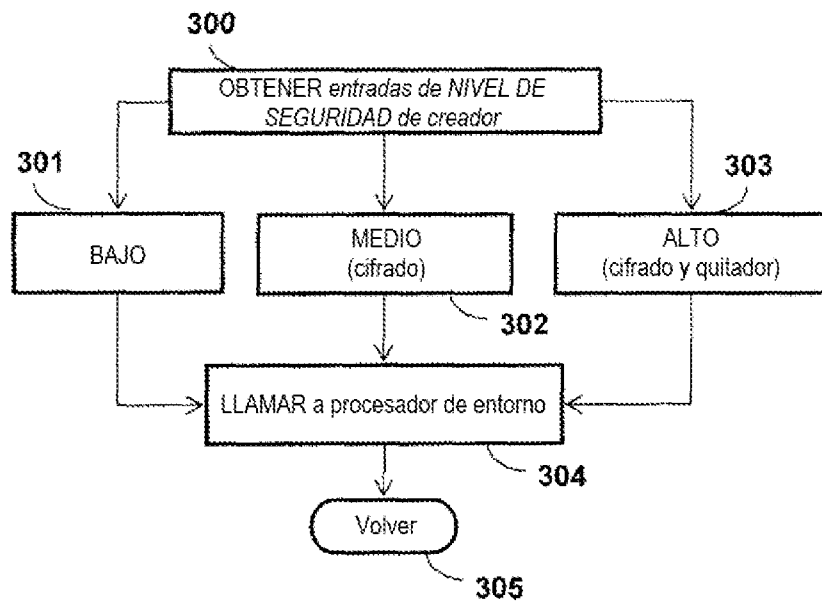 300
OBTENER entradas de NIVEL DE
SEGURIDAD de creador
301
303
BAJO
MEDIO
(cifrado)
ALTO
(cifrado y quitador)
302
LLAMAR a procesador de entorno
304
Volver
305